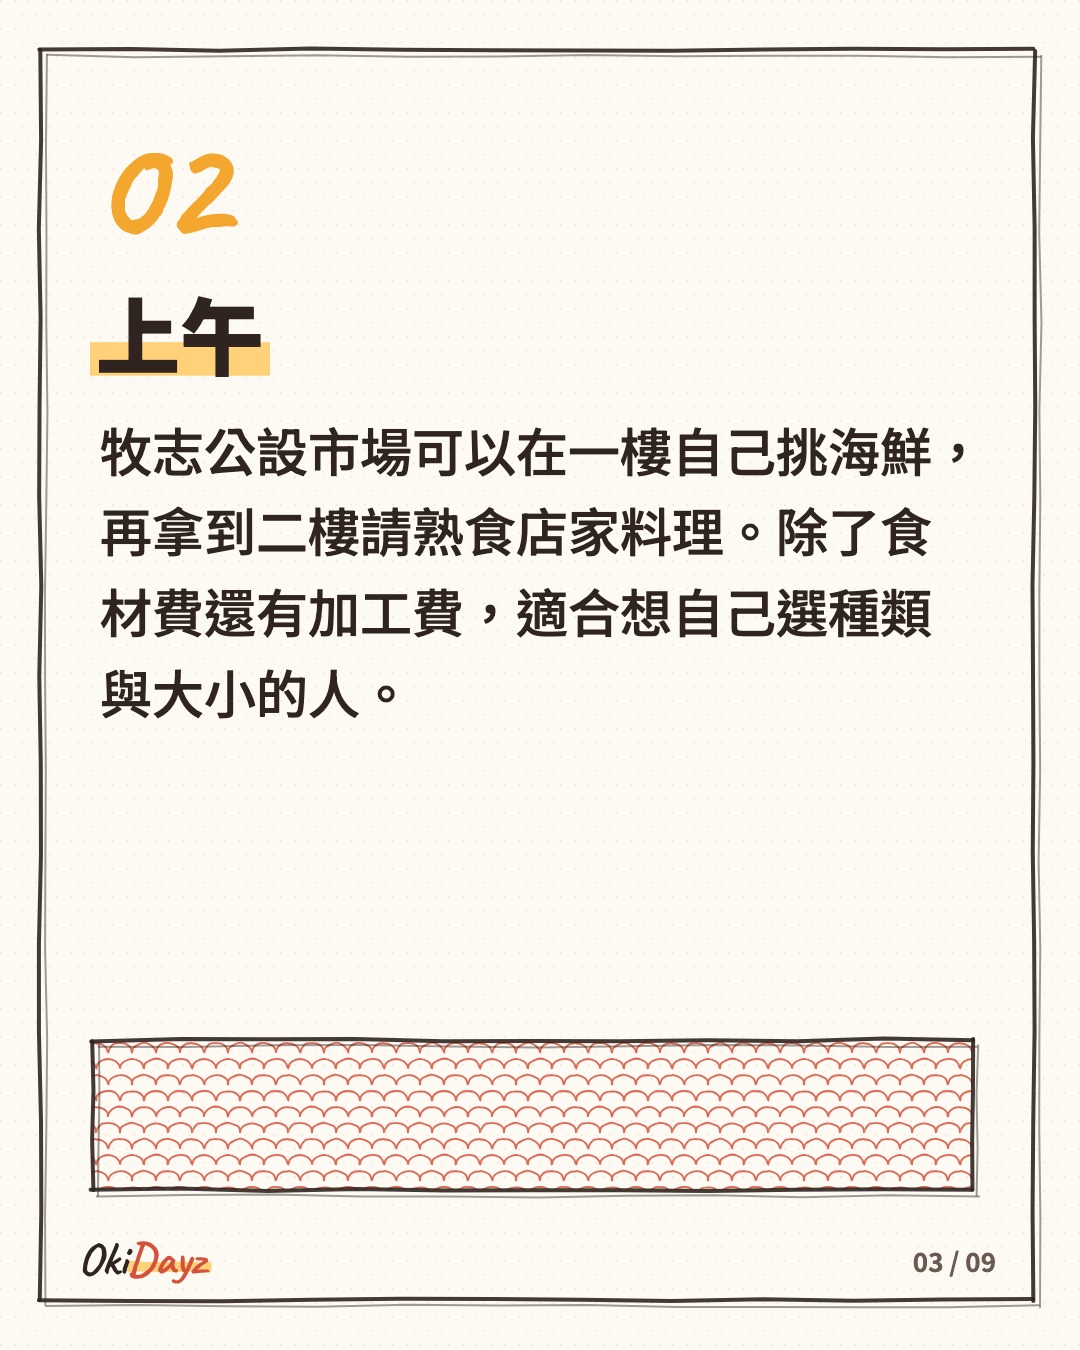 02
上午
牧志公設市場可以在一樓自己挑海鮮，
再拿到二樓請熟食店家料理。除了食
材費還有加工費，適合想自己選種類
與大小的人。
OkiDayz
03 / 09